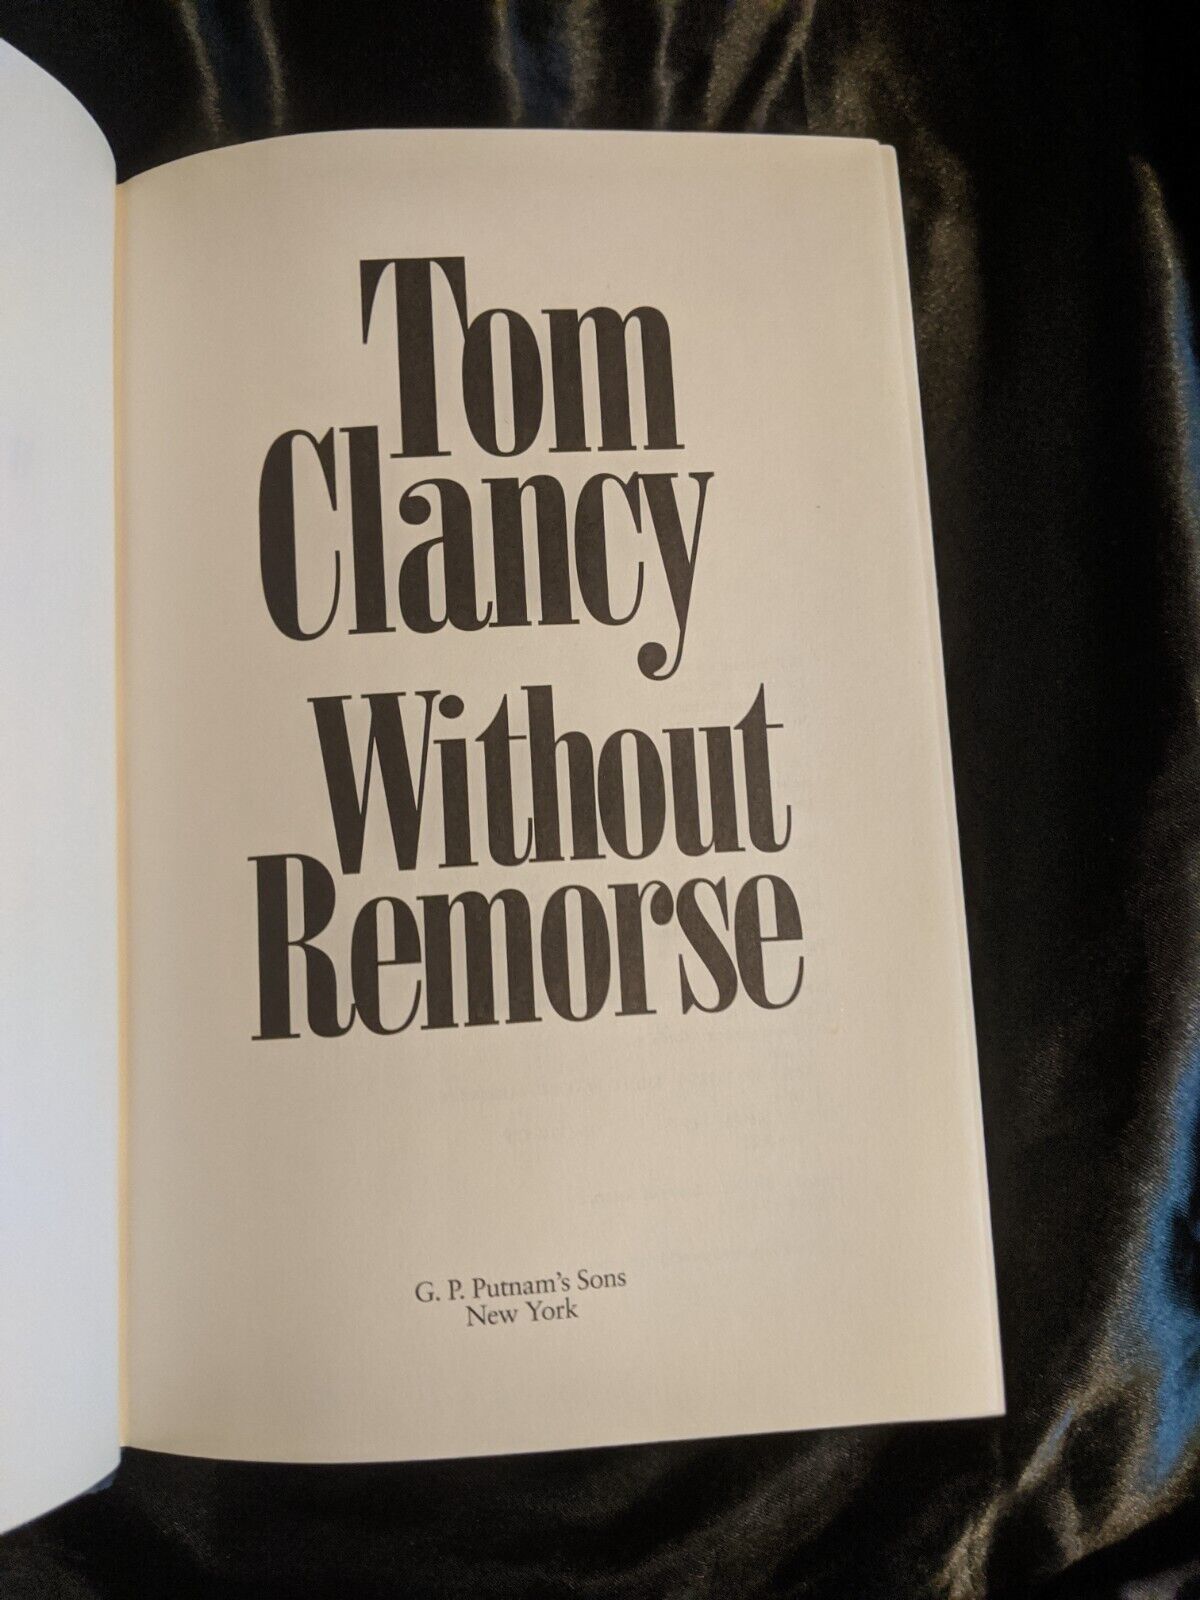 Tom
Clancy
Without
Remorse
G. P. Putnam's Sons
New York